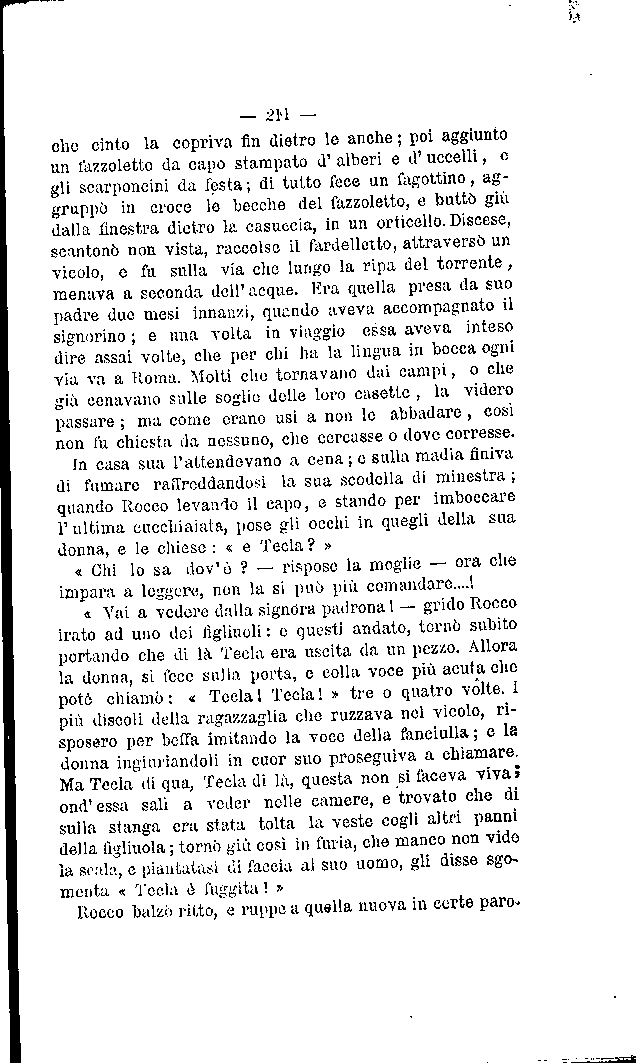 — 211 —
che cinto la copriva fin dietro le anche; poi aggiunto
un fazzoletto da capo stampato d'alberi e d'uccelli, e
gli scarponcini da festa; di tutto fece un fagottino, ag-
gruppò in croce le becche del fazzoletto, e buttò giù
dalla finestra dietro la casuccia, in un orticello. Discese,
scantonò non vista, raccolse il fardelletto, attraversò un
vicolo, e fu sulla via che lungo la ripa del torrente,
menava a seconda dell'acque. Era quella presa da suo
padre due mesi innanzi, quando aveva accompagnato il
signorino; e una volta in viaggio essa aveva inteso
dire assai volte, che per chi ha la lingua in bocca ogni
via va a Roma. Molti che tornavano dai campi, o che
già cenavano sulle soglie delle loro casette, la videro
passare; ma come erano usi a non le abbadare, così
non fu chiesta da nessuno, che cercasse o dove corresse.
In casa sua l'attendevano a cena; e sulla madia finiva
di fumare raffreddandosi la sua scodella di minestra;
quando Rocco levando il capo, e stando per imboccare
l'ultima cucchiaiata, pose gli occhi in quegli della sua
donna, e le chiese: « e Tecla? »
« Chi lo sa dov'è? — rispose la moglie — ora che
impara a leggere, non la si può più comandare....!
« Vai a vedere dalla signora padrona! — grido Rocco
irato ad uno dei figliuoli: e questi andato, tornò subito
portando che di là Tecla era uscita da un pezzo. Allora
la donna, si fece sulla porta, e colla voce più acuta che
potè chiamò: « Tecla! Tecla! » tre o quattro volte. I
più discoli della ragazzaglia che ruzzava nel vicolo, ri-
sposero per beffa imitando la voce della fanciulla; e la
donna ingiuriandoli in cuor suo proseguiva a chiamare.
Ma Tecla di qua, Tecla di là, questa non si faceva viva;
ond'essa salì a veder nelle camere, e trovato che di
sulla stanga era stata tolta la veste cogli altri panni
della figliuola; tornò giù così in furia, che manco non vide
la scala, e piantatasi di faccia al suo uomo, gli disse sgo-
menta « Tecla è fuggita! »
Rocco balzò ritto, e ruppe a quella nuova in certe paro-